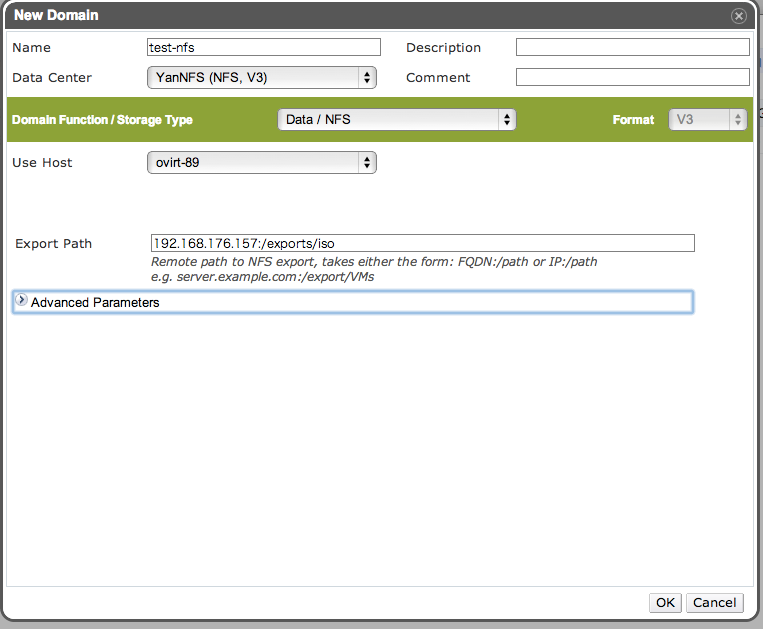 New Domain
Name test-nfs Description
Data Center YanNFS (NFS, V3) Comment
Domain Function / Storage Type Data / NFS Format V3
Use Host ovirt-89
Export Path 192.168.176.157:/exports/iso
Remote path to NFS export, takes either the form: FQDN:/path or IP:/path
e.g. server.example.com:/export/VMs
Advanced Parameters
OK Cancel